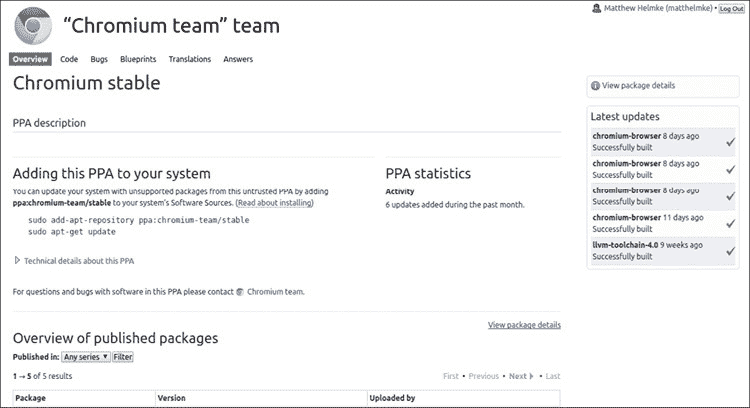 “Chromium team” team
Matthew Helmke (matthelmke) • Log Out
Overview Code Bugs Blueprints Translations Answers
Chromium stable
PPA description
Adding this PPA to your system
You can update your system with unsupported packages from this untrusted PPA by adding
ppa:chromium-team/stable to your system's Software Sources. (Read about installing)
sudo add-apt-repository ppa:chromium-team/stable
sudo apt-get update
Technical details about this PPA
For questions and bugs with software in this PPA please contact Chromium team.
PPA statistics
Activity
6 updates added during the past month.
View package details
Latest updates
chromium-browser 8 days ago
Successfully built
chromium-browser 8 days ago
Successfully built
chromium-browser 8 days ago
Successfully built
chromium-browser 11 days ago
Successfully built
llvm-toolchain-4.0 9 weeks ago
Successfully built
View package details
Overview of published packages
Published in: Any series Filter
1 → 5 of 5 results
First • Previous • Next • Last
Package Version Uploaded by